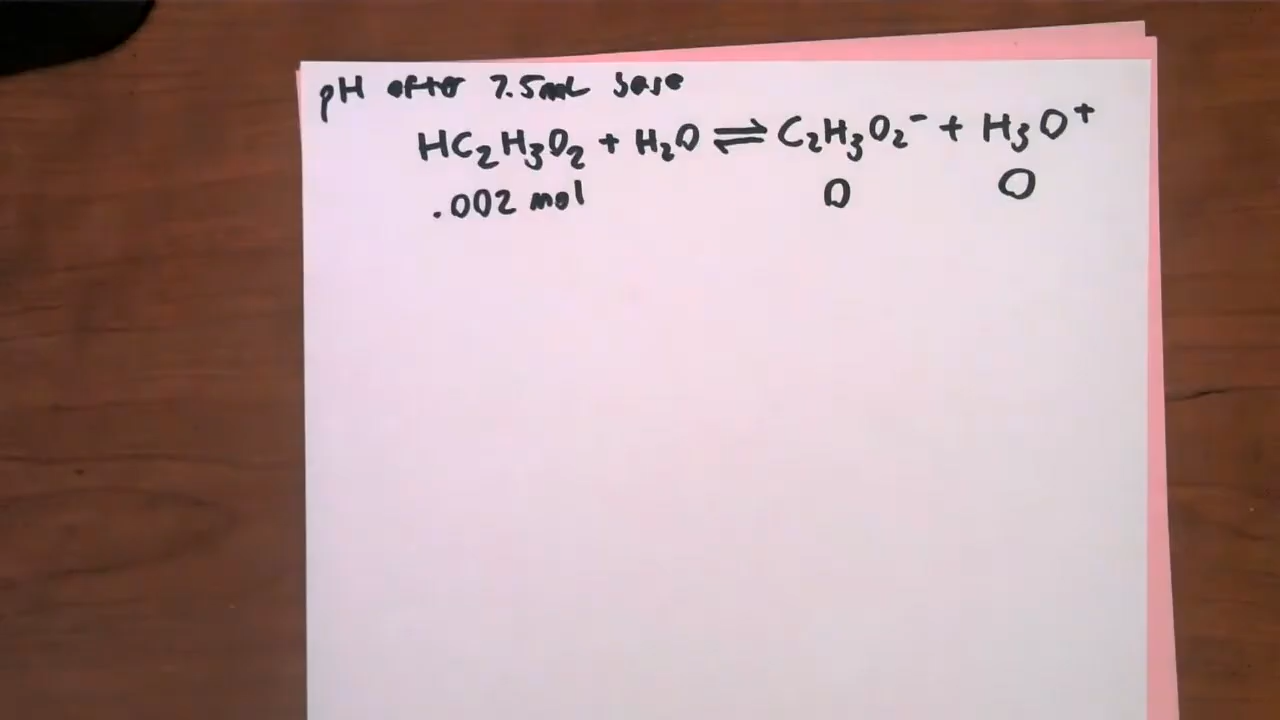 pH after 7.5mL base
HC₂H₃O₂ + H₂O ⇌ C₂H₃O₂⁻ + H₃O⁺
.002 mol 0 0